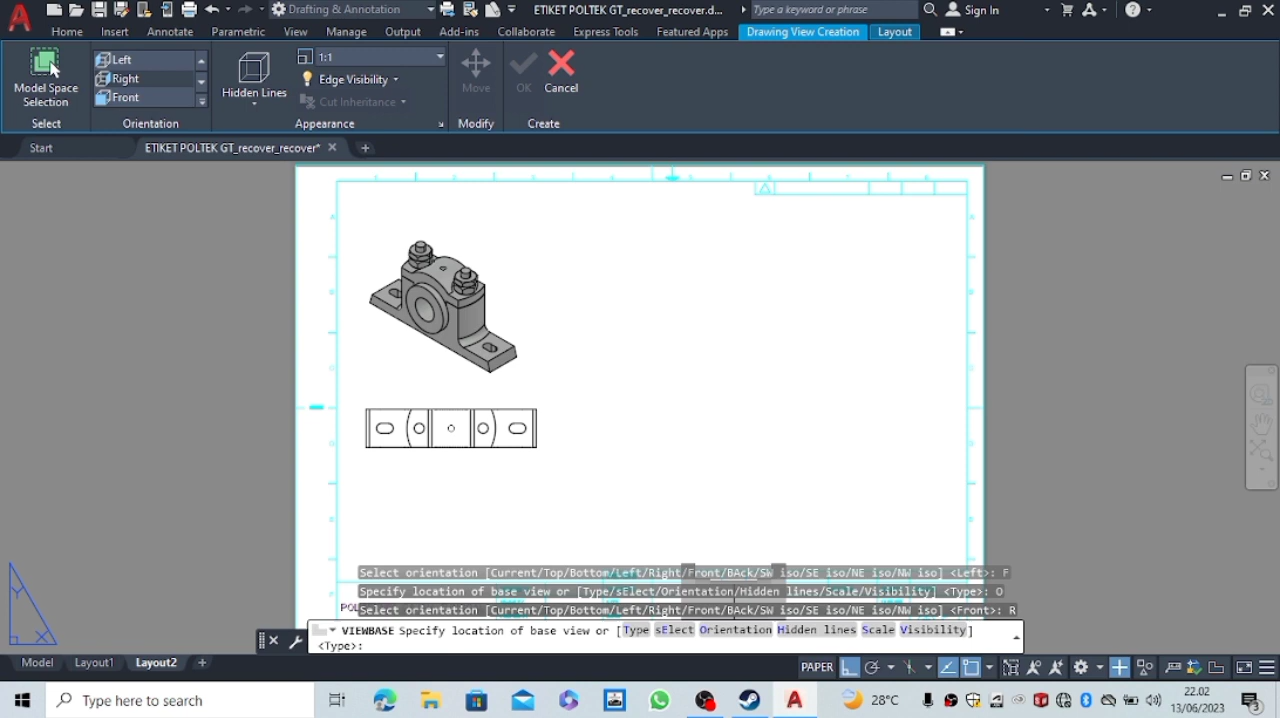 Drafting & Annotation
ETIKET POLTEK GT_recover_recover.d...
Type a keyword or phrase
Sign In
Home Insert Annotate Parametric View Manage Output Add-ins Collaborate Express Tools Featured Apps Drawing View Creation Layout
Left
Right
Front
Model Space
Selection
Hidden Lines
1:1
Edge Visibility
Cut Inheritance
Move
OK
Cancel
Select
Orientation
Appearance
Modify
Create
Start
ETIKET POLTEK GT_recover_recover*
Select orientation [Current/Top/Bottom/Left/Right/Front/BAck/SW iso/SE iso/NE iso/NW iso] <Left>: F
Specify location of base view or [Type/sElect/Orientation/Hidden lines/Scale/Visibility] <Type>: O
Select orientation [Current/Top/Bottom/Left/Right/Front/BAck/SW iso/SE iso/NE iso/NW iso] <Front>: R
VIEWBASE Specify location of base view or [Type sElect Orientation Hidden lines Scale Visibility]
<Type>:
Y
X
Model Layout1 Layout2
PAPER
Type here to search
28°C
22.02
13/06/2023